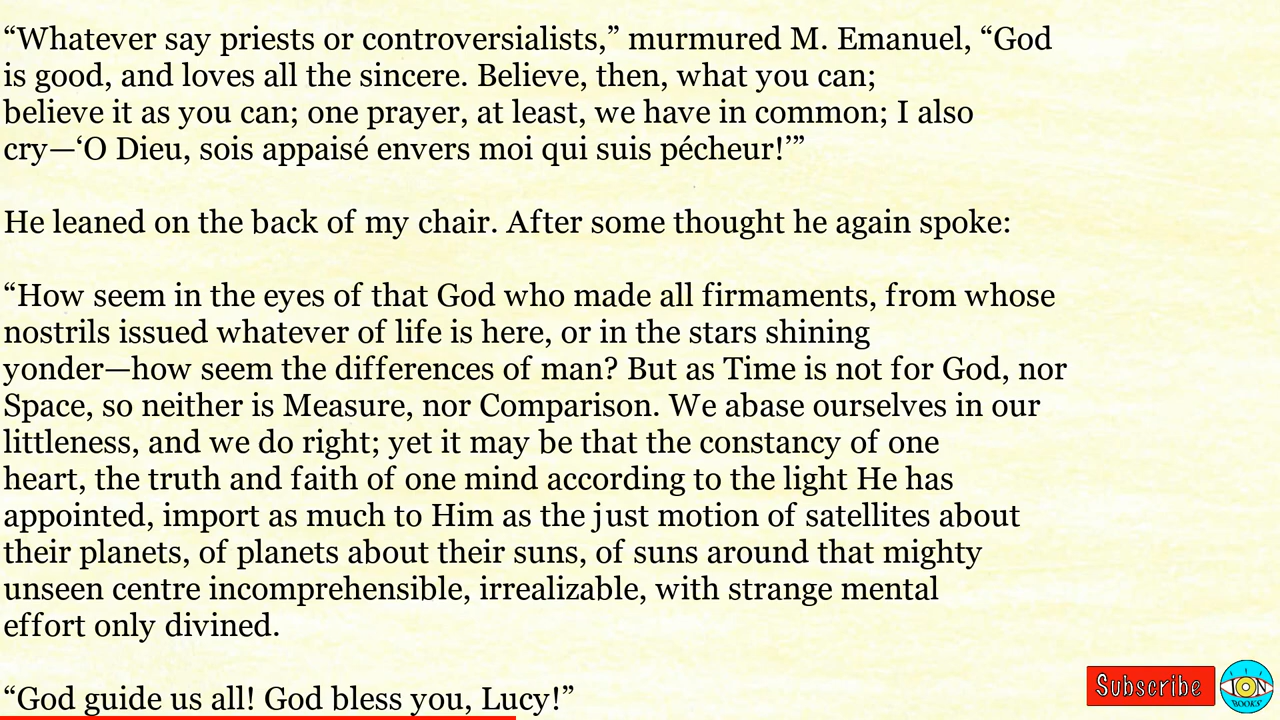 “Whatever say priests or controversialists,” murmured M. Emanuel, “God
is good, and loves all the sincere. Believe, then, what you can;
believe it as you can; one prayer, at least, we have in common; I also
cry—‘O Dieu, sois appaisé envers moi qui suis pécheur!’”
He leaned on the back of my chair. After some thought he again spoke:
“How seem in the eyes of that God who made all firmaments, from whose
nostrils issued whatever of life is here, or in the stars shining
yonder—how seem the differences of man? But as Time is not for God, nor
Space, so neither is Measure, nor Comparison. We abase ourselves in our
littleness, and we do right; yet it may be that the constancy of one
heart, the truth and faith of one mind according to the light He has
appointed, import as much to Him as the just motion of satellites about
their planets, of planets about their suns, of suns around that mighty
unseen centre incomprehensible, irrealizable, with strange mental
effort only divined.
“God guide us all! God bless you, Lucy!”
Subscribe
ION
BOOKS